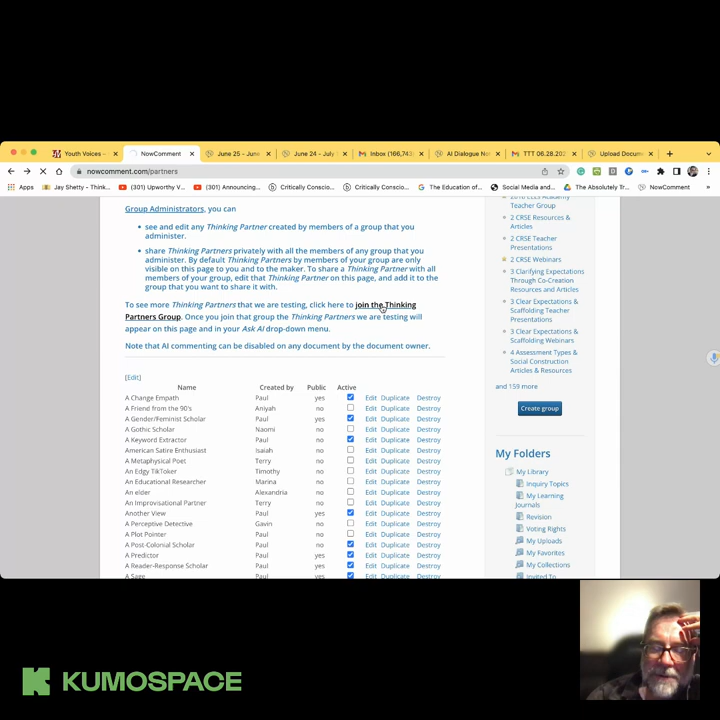 Youth Voices -
NowComment
June 25 - June
June 24 - July
Inbox (166,743
AI Dialogue No
TTT 06.28.202
Upload Docum
nowcomment.com/partners
Apps
Jay Shetty - Think...
(301) Upworthy V...
(301) Announcing...
Critically Conscio...
Critically Conscio...
The Education of...
Social Media and...
The Absolutely Tr...
NowComment
Group Administrators, you can
see and edit any Thinking Partner created by members of a group that you
administer.
share Thinking Partners privately with all the members of any group that you
administer. By default Thinking Partners by members of your group are only
visible on this page to you and to the maker. To share a Thinking Partner with all
members of your group, edit that Thinking Partner on this page, and add it to the
group that you want to share it with.
To see more Thinking Partners that we are testing, click here to join the Thinking
Partners Group. Once you join that group the Thinking Partners we are testing will
appear on this page and in your Ask AI drop-down menu.
Note that AI commenting can be disabled on any document by the document owner.
[Edit]
Name Created by Public Active
A Change Empath Paul yes Edit Duplicate Destroy
A Friend from the 90's Aniyah no Edit Duplicate Destroy
A Gender/Feminist Scholar Paul yes Edit Duplicate Destroy
A Gothic Scholar Naomi no Edit Duplicate Destroy
A Keyword Extractor Paul no Edit Duplicate Destroy
American Satire Enthusiast Isaiah no Edit Duplicate Destroy
A Metaphysical Poet Terry no Edit Duplicate Destroy
An Edgy TikToker Timothy no Edit Duplicate Destroy
An Educational Researcher Marina no Edit Duplicate Destroy
An elder Alexandria no Edit Duplicate Destroy
An Improvisational Partner Terry no Edit Duplicate Destroy
Another View Paul yes Edit Duplicate Destroy
A Perceptive Detective Gavin no Edit Duplicate Destroy
A Plot Pointer Paul no Edit Duplicate Destroy
A Post-Colonial Scholar Paul no Edit Duplicate Destroy
A Predictor Paul yes Edit Duplicate Destroy
A Reader-Response Scholar Paul yes Edit Duplicate Destroy
A Sage Paul yes Edit Duplicate Destroy
Teacher Group
2 CRSE Resources &
Articles
2 CRSE Teacher
Presentations
2 CRSE Webinars
3 Clarifying Expectations
Through Co-Creation
Resources and Articles
3 Clear Expectations &
Scaffolding Teacher
Presentations
3 Clear Expectations &
Scaffolding Webinars
4 Assessment Types &
Social Construction
Articles & Resources
and 159 more
Create group
My Folders
My Library
Inquiry Topics
My Learning
Journals
Revision
Voting Rights
My Uploads
My Favorites
My Collections
Invited To
KUMOSPACE